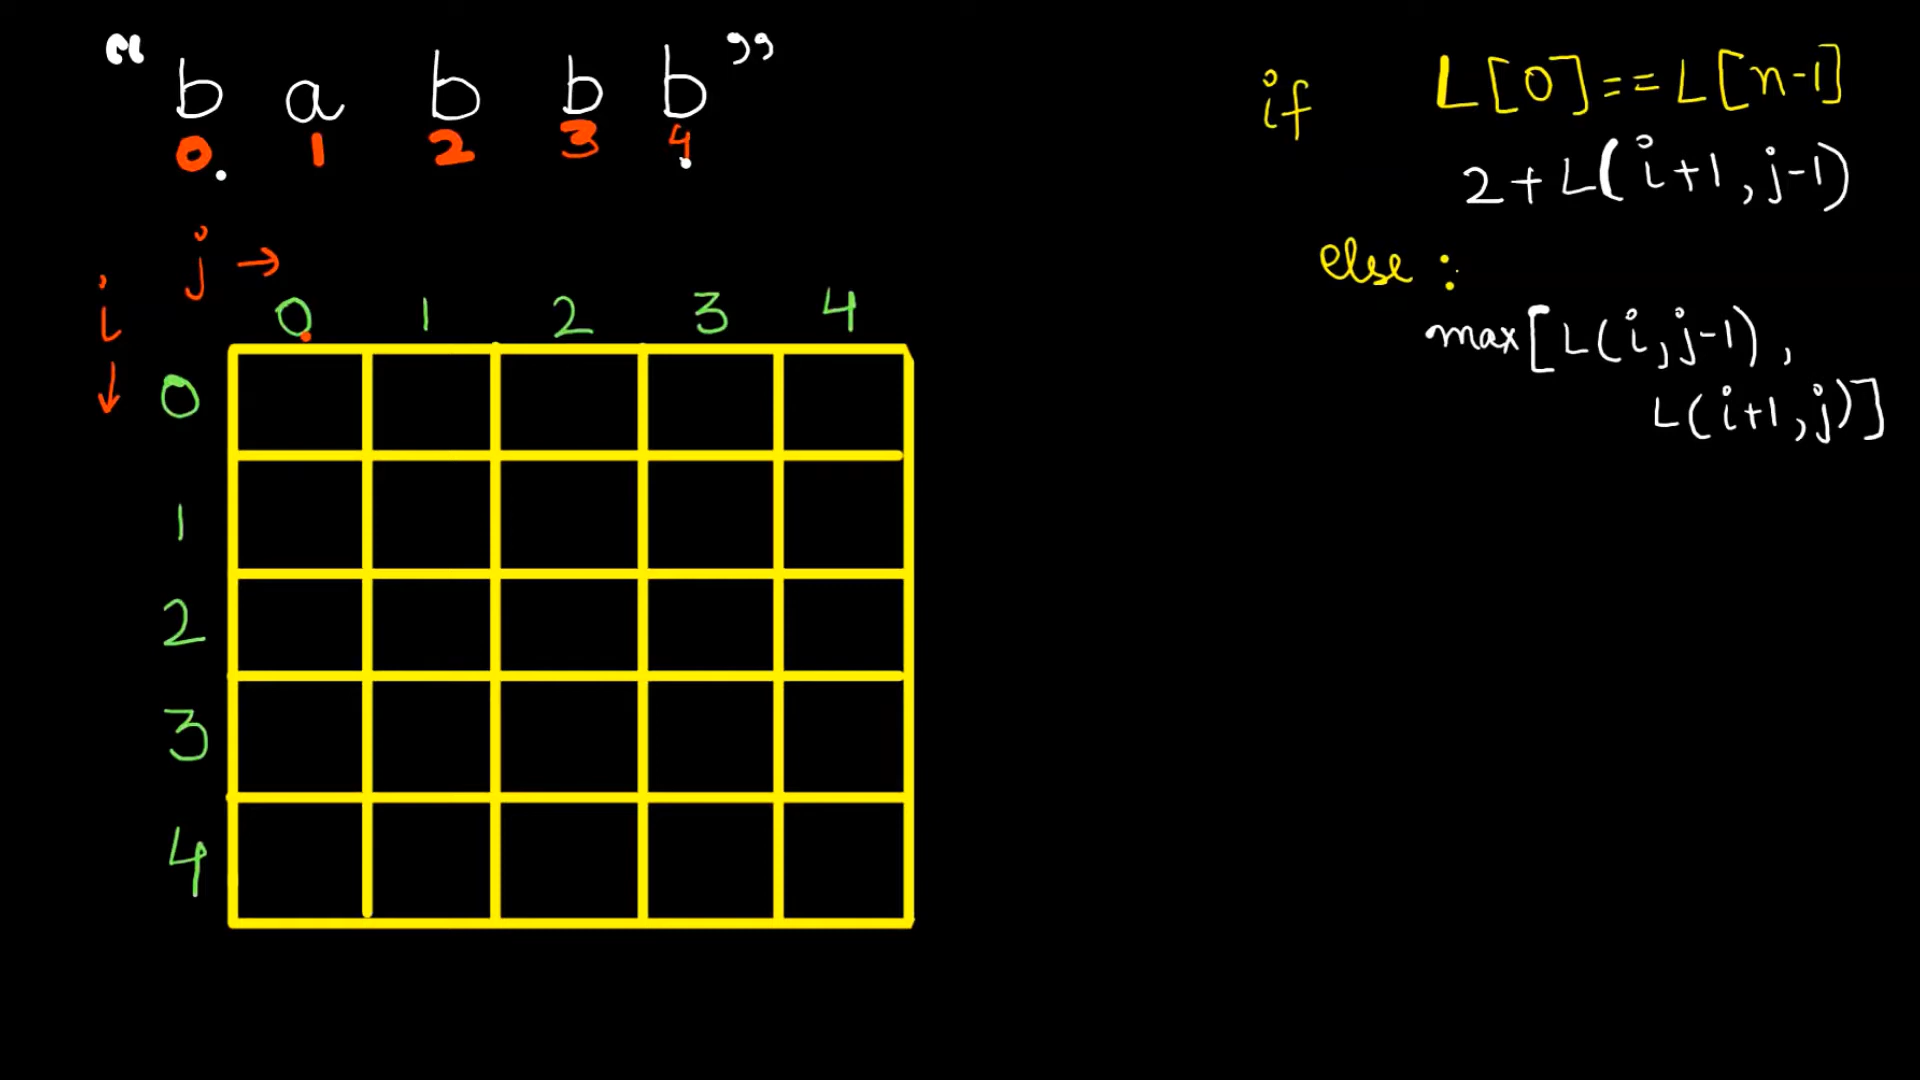 “ b a b b b ”
0 1 2 3 4
if L[0]==L[n-1]
2+L(i+1,j-1)
else :
max[L(i,j-1),
L(i+1,j)]
j →
i ↓
0 1 2 3 4
0
1
2
3
4